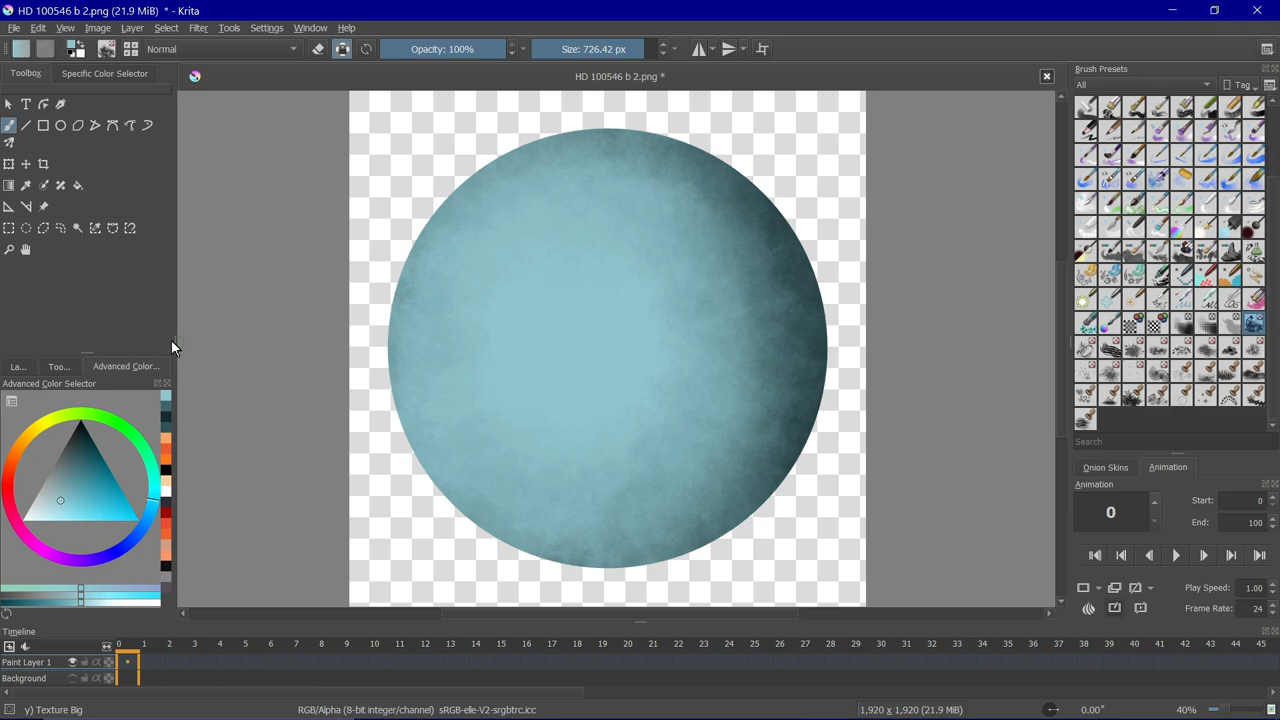 HD 100546 b 2.png (21.9 MiB)  * - Krita
File Edit View Image Layer Select Filter Tools Settings Window Help
Normal Opacity: 100% Size: 726.42 px
Toolbox Specific Color Selector
HD 100546 b 2.png *
Brush Presets
All Tag
La... Too... Advanced Color...
Advanced Color Selector
Search
Onion Skins Animation
Animation
0 Start: 0
End: 100
Play Speed: 1.00
Frame Rate: 24
Timeline
0 1 2 3 4 5 6 7 8 9 10 11 12 13 14 15 16 17 18 19 20 21 22 23 24 25 26 27 28 29 30 31 32 33 34 35 36 37 38 39 40 41 42 43 44 45
Paint Layer 1
Background
y) Texture Big RGB/Alpha (8-bit integer/channel) sRGB-elle-V2-srgbtrc.icc 1,920 x 1,920 (21.9 MiB) 0.00° 40%